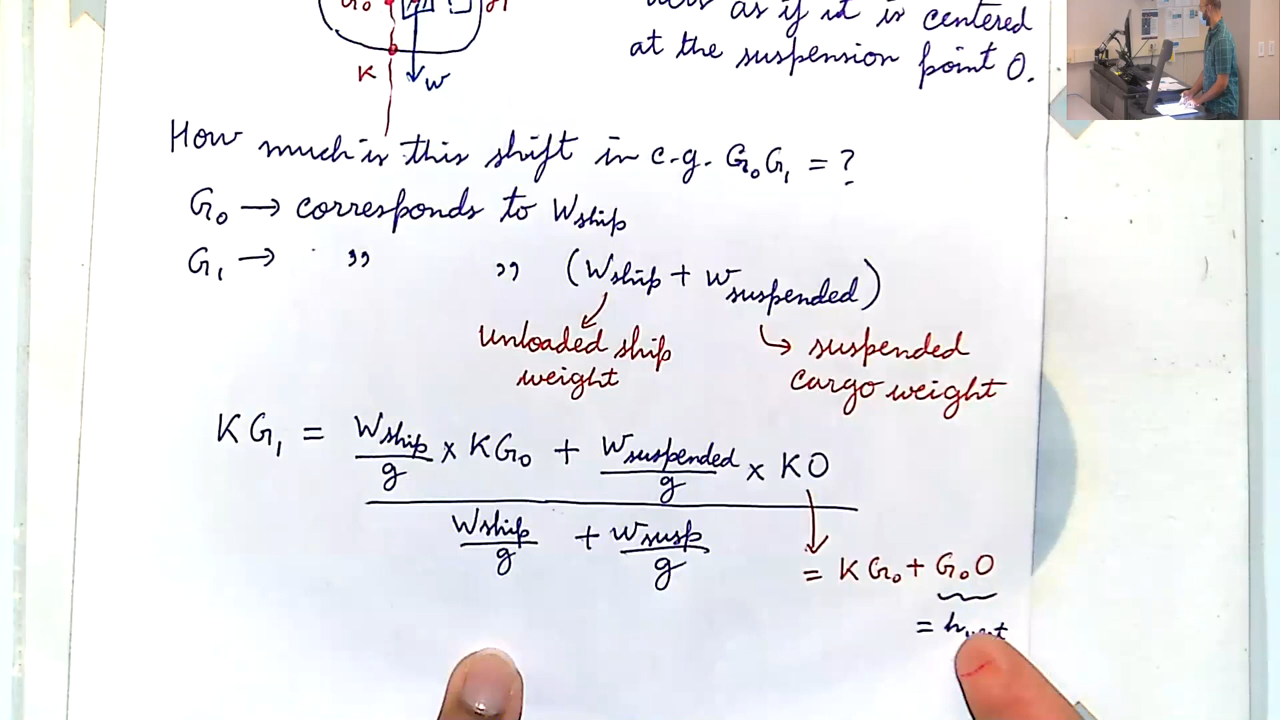 G₀
as if it is centered
at the suspension point O.
K
W
How much is this shift in c.g. G₀G₁ = ?
G₀ → corresponds to Wship
G₁ → " " (Wship + wsuspended)
unloaded ship weight
suspended cargo weight
KG₁ = (Wship/g × KG₀ + wsuspended/g × KO) / (Wship/g + wsusp/g)
= KG₀ + G₀O
= h